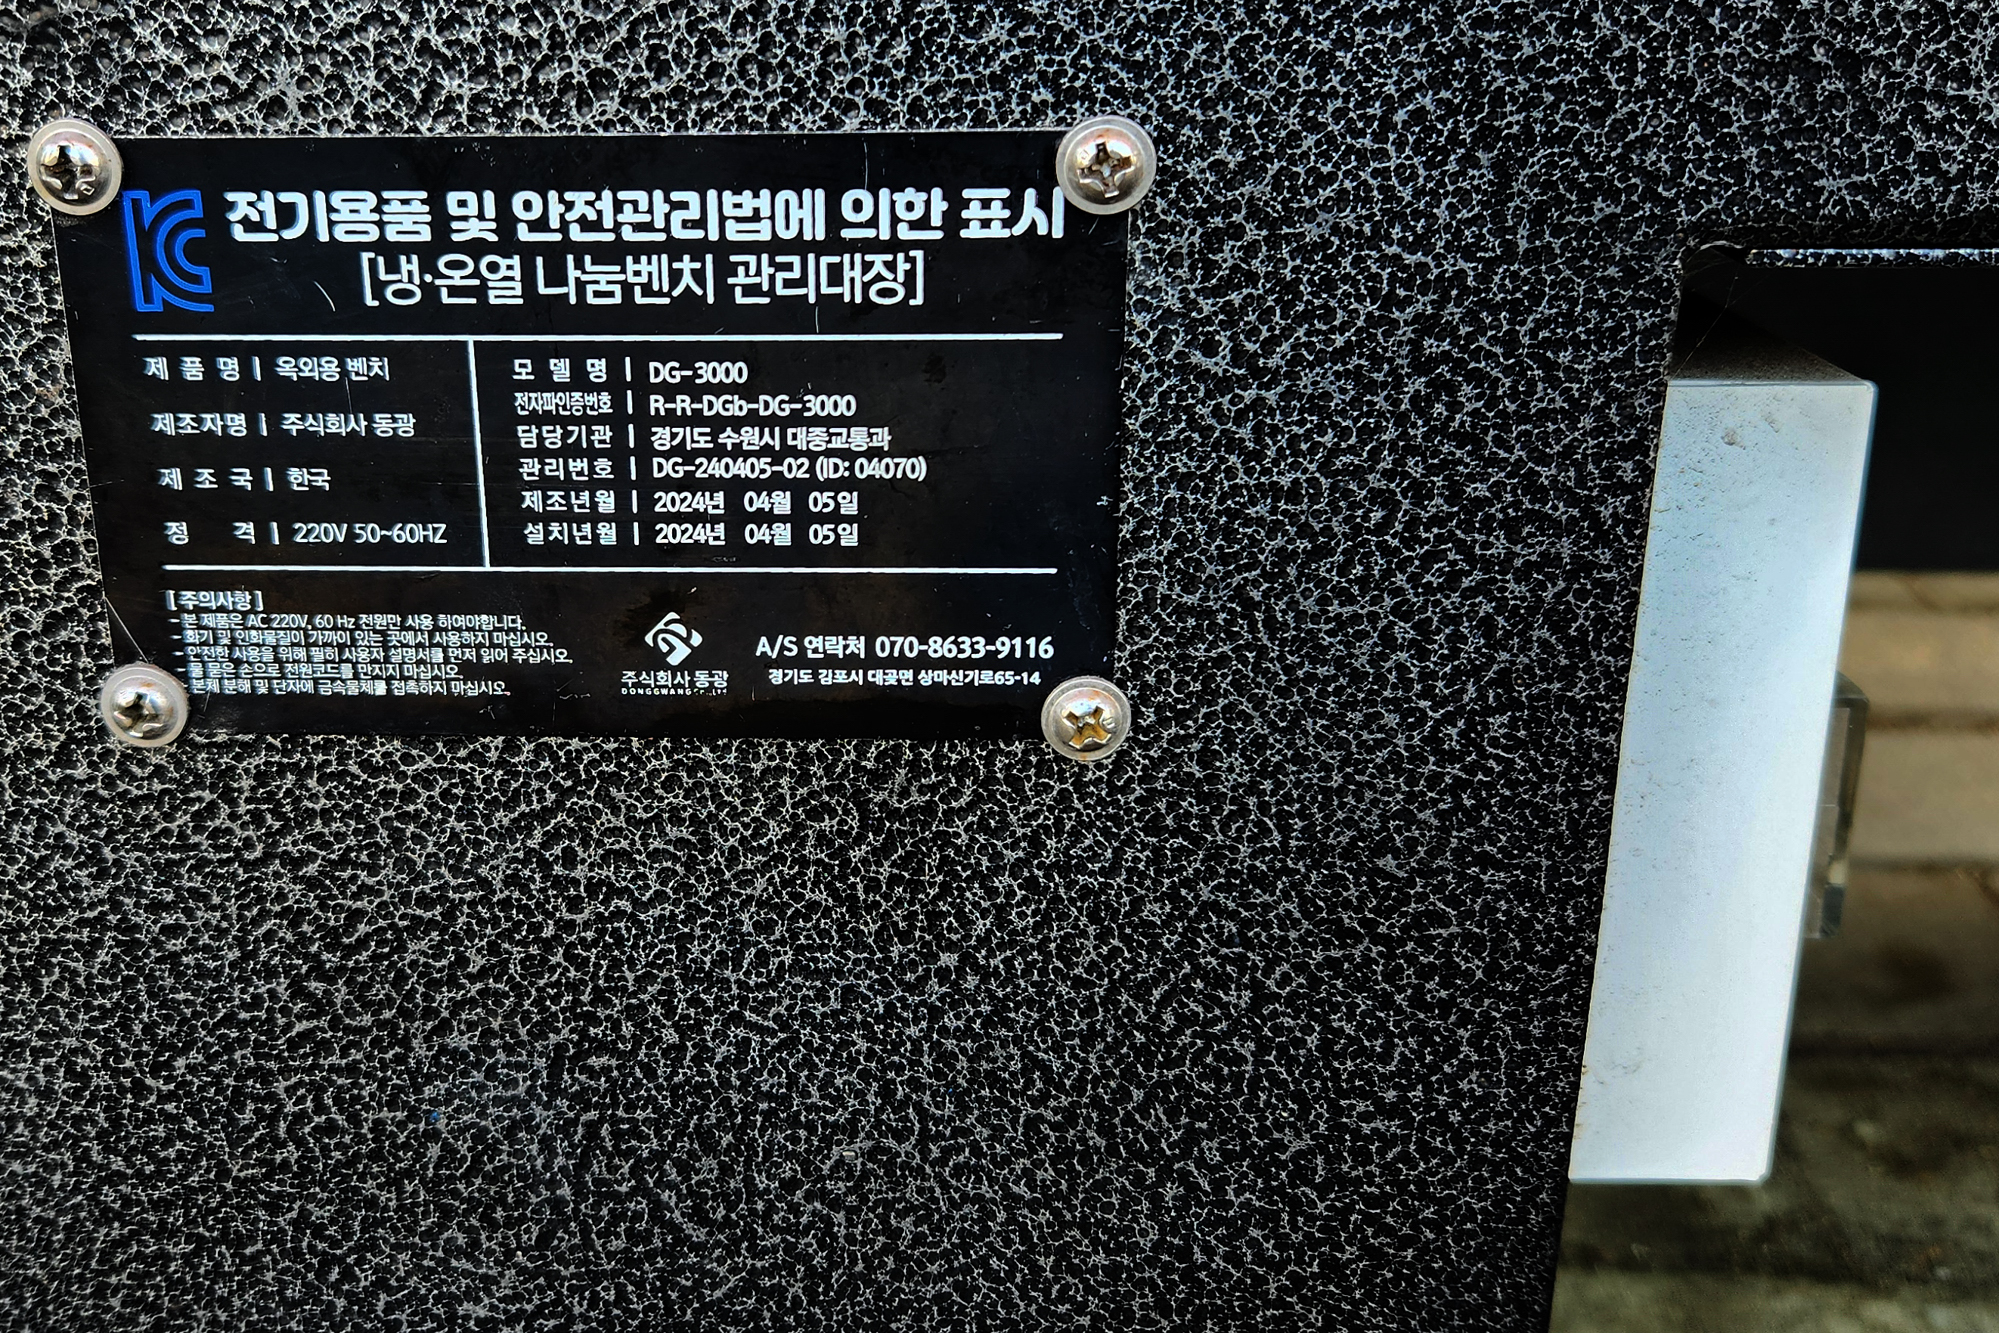 KC 전기용품 및 안전관리법에 의한 표시
[냉·온열 나눔벤치 관리대장]
제 품 명 | 옥외용 벤치
제조자명 | 주식회사 동광
제 조 국 | 한국
정 격 | 220V 50~60HZ
모 델 명 | DG-3000
전자파인증번호 | R-R-DGb-DG-3000
담당기관 | 경기도 수원시 대중교통과
관리번호 | DG-240405-02 (ID: 04070)
제조년월 | 2024년 04월 05일
설치년월 | 2024년 04월 05일
[주의사항]
- 본 제품은 AC 220V, 60 Hz 전원만 사용 하여야합니다.
- 화기 및 인화물질이 가까이 있는 곳에서 사용하지 마십시오.
- 안전한 사용을 위해 필히 사용자 설명서를 먼저 읽어 주십시오.
- 물 묻은 손으로 전원코드를 만지지 마십시오.
- 본체 분해 및 단자에 금속물체를 접촉하지 마십시오.
주식회사 동광
DONGGWANG
A/S 연락처 070-8633-9116
경기도 김포시 대곶면 상마신기로65-14